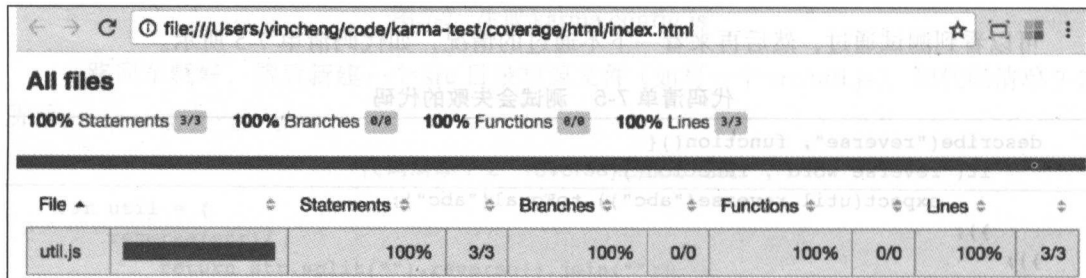 file:///Users/yincheng/code/karma-test/coverage/html/index.html
All files
100% Statements 3/3 100% Branches 0/0 100% Functions 0/0 100% Lines 3/3
File Statements Branches Functions Lines
util.js 100% 3/3 100% 0/0 100% 0/0 100% 3/3